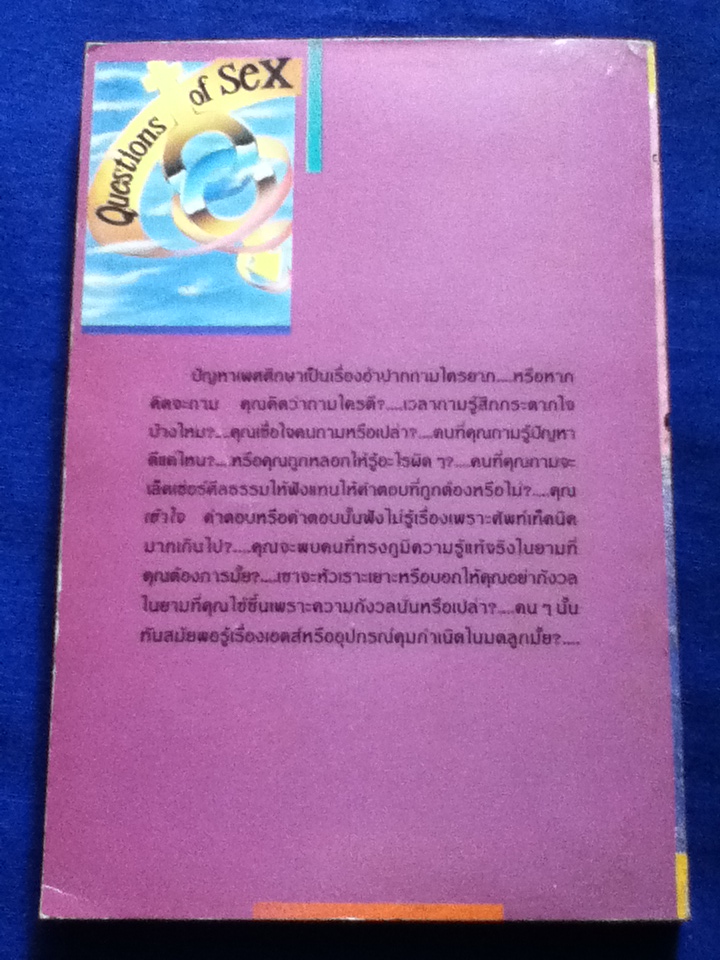 Questions of Sex
ปัญหาเพศศึกษาเป็นเรื่องอ้ำปากถามใครยาก....หรือหาก
คิดจะถาม คุณคิดว่าถามใครดี?....เวลาถามรู้สึกกระดากใจ
บ้างไหม?....คุณเชื่อใจคนถามหรือเปล่า?....คนที่คุณถามรู้ปัญหา
ดีแค่ไหน?....หรือคุณถูกหลอกให้รู้อะไรผิด ๆ?....คนที่คุณถามจะ
เล็คเชอร์ศีลธรรมให้ฟังแทนให้คำตอบที่ถูกต้องหรือไม่?....คุณ
เข้าใจ คำตอบหรือคำตอบนั้นฟังไม่รู้เรื่องเพราะศัพท์เท็คนิค
มากเกินไป?....คุณจะพบคนที่ทรงภูมิความรู้แท้จริงในยามที่
คุณต้องการมั้ย?....เขาจะหัวเราะเยาะหรือบอกให้คุณอย่ากังวล
ในยามที่คุณไข้ขึ้นเพราะความกังวลนั้นหรือเปล่า?....คน ๆ นั้น
ทันสมัยพอรู้เรื่องเอดส์หรืออุปกรณ์คุมกำเนิดในมดลูกมั้ย?....